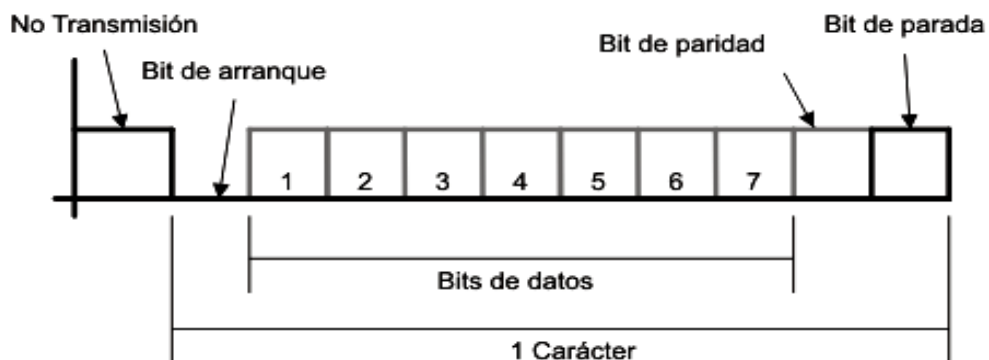 No Transmisión
Bit de arranque
Bit de paridad
Bit de parada
1 2 3 4 5 6 7
Bits de datos
1 Carácter